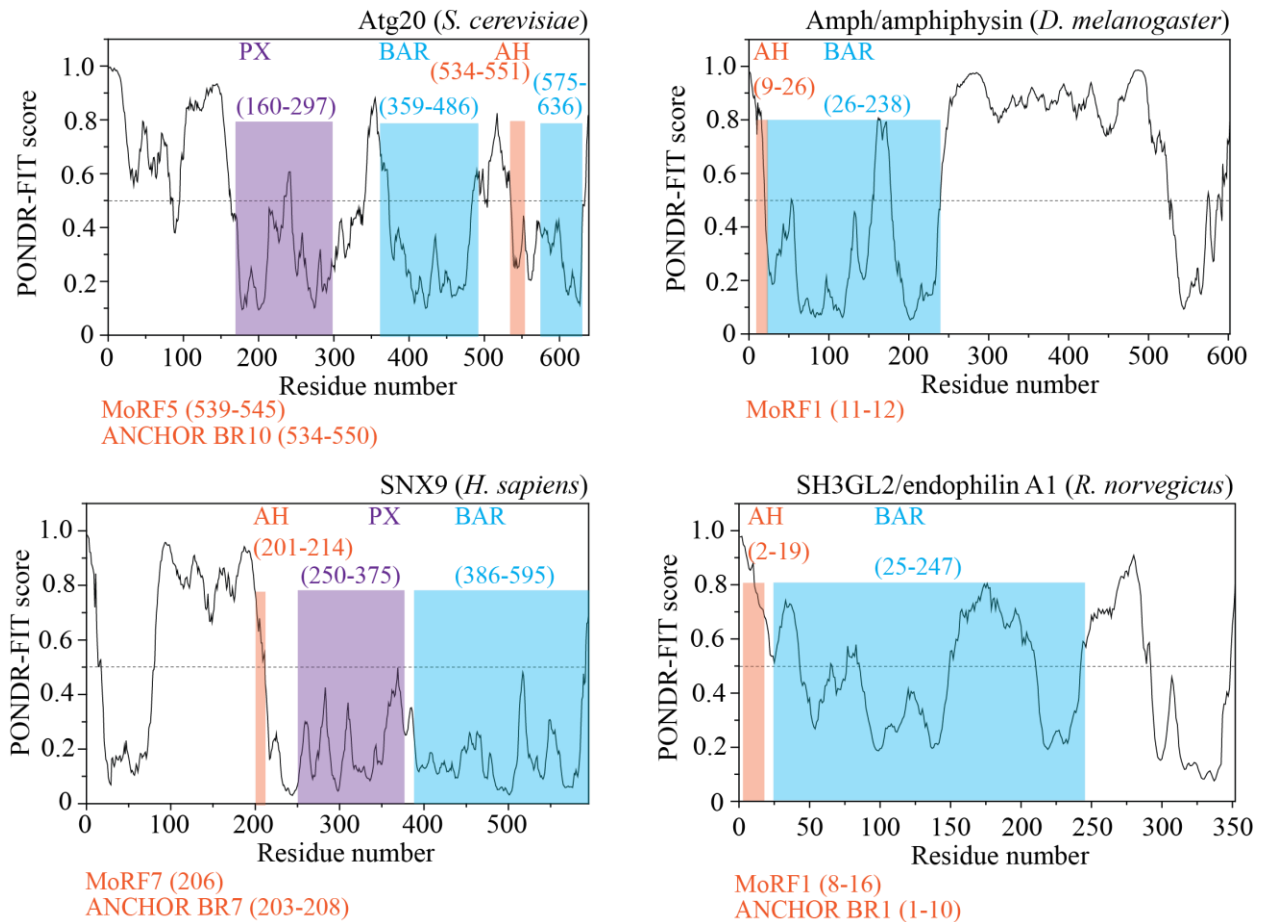 Atg20 (S. cerevisiae)
PX
BAR
AH
(534-551)
(160-297)
(359-486)
(575-
636)
PONDR-FIT score
1.0
0.8
0.6
0.4
0.2
0
0
100
200
300
400
500
600
Residue number
MoRF5 (539-545)
ANCHOR BR10 (534-550)
Amph/amphiphysin (D. melanogaster)
AH
BAR
(9-26)
(26-238)
PONDR-FIT score
1.0
0.8
0.6
0.4
0.2
0
0
100
200
300
400
500
600
Residue number
MoRF1 (11-12)
SNX9 (H. sapiens)
AH
PX
BAR
(201-214)
(250-375)
(386-595)
PONDR-FIT score
1.0
0.8
0.6
0.4
0.2
0
0
100
200
300
400
500
Residue number
MoRF7 (206)
ANCHOR BR7 (203-208)
SH3GL2/endophilin A1 (R. norvegicus)
AH
BAR
(2-19)
(25-247)
PONDR-FIT score
1.0
0.8
0.6
0.4
0.2
0
0
50
100
150
200
250
300
350
Residue number
MoRF1 (8-16)
ANCHOR BR1 (1-10)